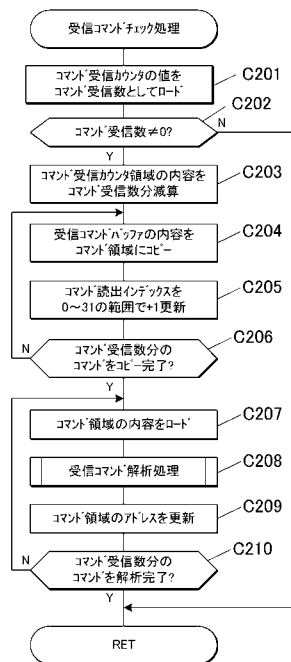 受信コマンドチェック処理
コマンド受信カウンタの値を
コマンド受信数としてロード
C201
コマンド受信数≠0?
C202
N
Y
受信カウンタ領域の内容を
コマンド受信数分減算
C203
受信コマンドバッファの内容を
コマンド領域にコピー
C204
コマンド読出インデックスを
0～31の範囲で+1更新
C205
コマンド受信数分の
コマンドをコピー完了?
C206
N
Y
コマンド領域の内容をロード
C207
受信コマンド解析処理
C208
コマンド領域のアドレスを更新
C209
コマンド受信数分の
コマンドを解析完了?
C210
N
Y
RET